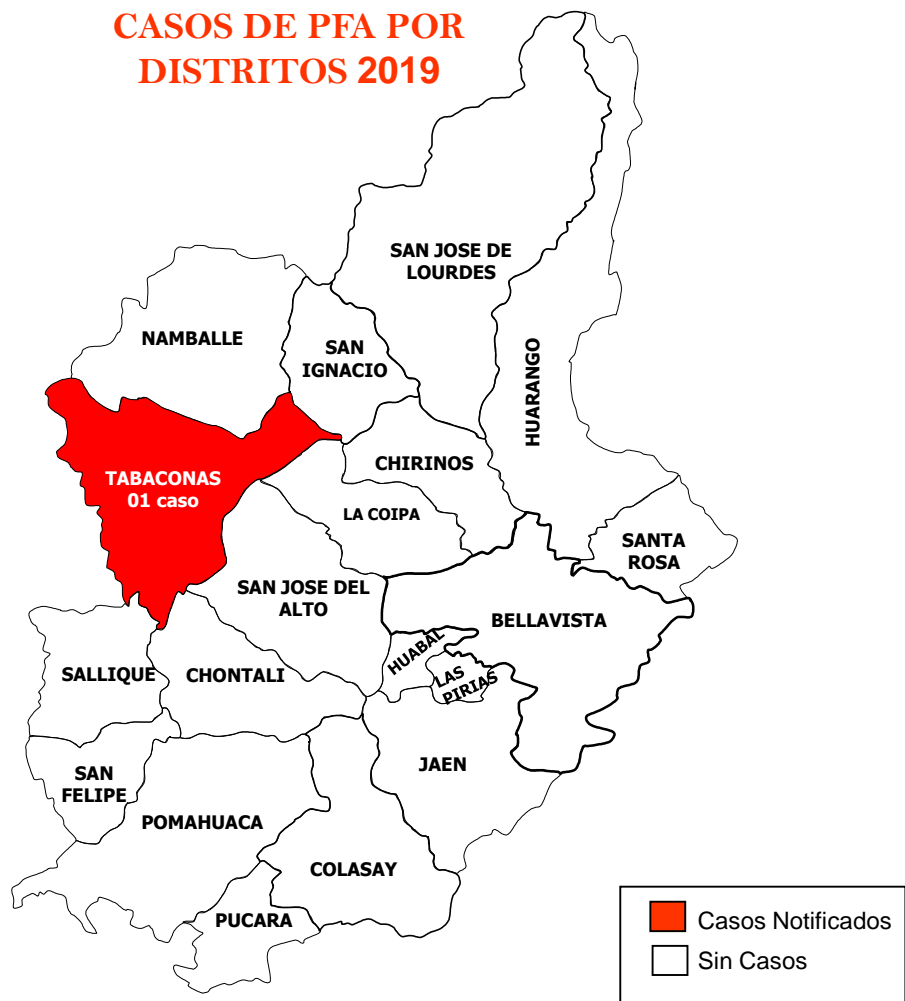 CASOS DE PFA POR
DISTRITOS 2019
SAN JOSE DE
LOURDES
NAMBALLE
SAN
IGNACIO
HUARANGO
CHIRINOS
TABACONAS
01 caso
LA COIPA
SANTA
ROSA
SAN JOSE DEL
ALTO
BELLAVISTA
HUABAL
LAS
PIRIAS
SALLIQUE
CHONTALI
JAEN
SAN
FELIPE
POMAHUACA
COLASAY
PUCARA
Casos Notificados
Sin Casos